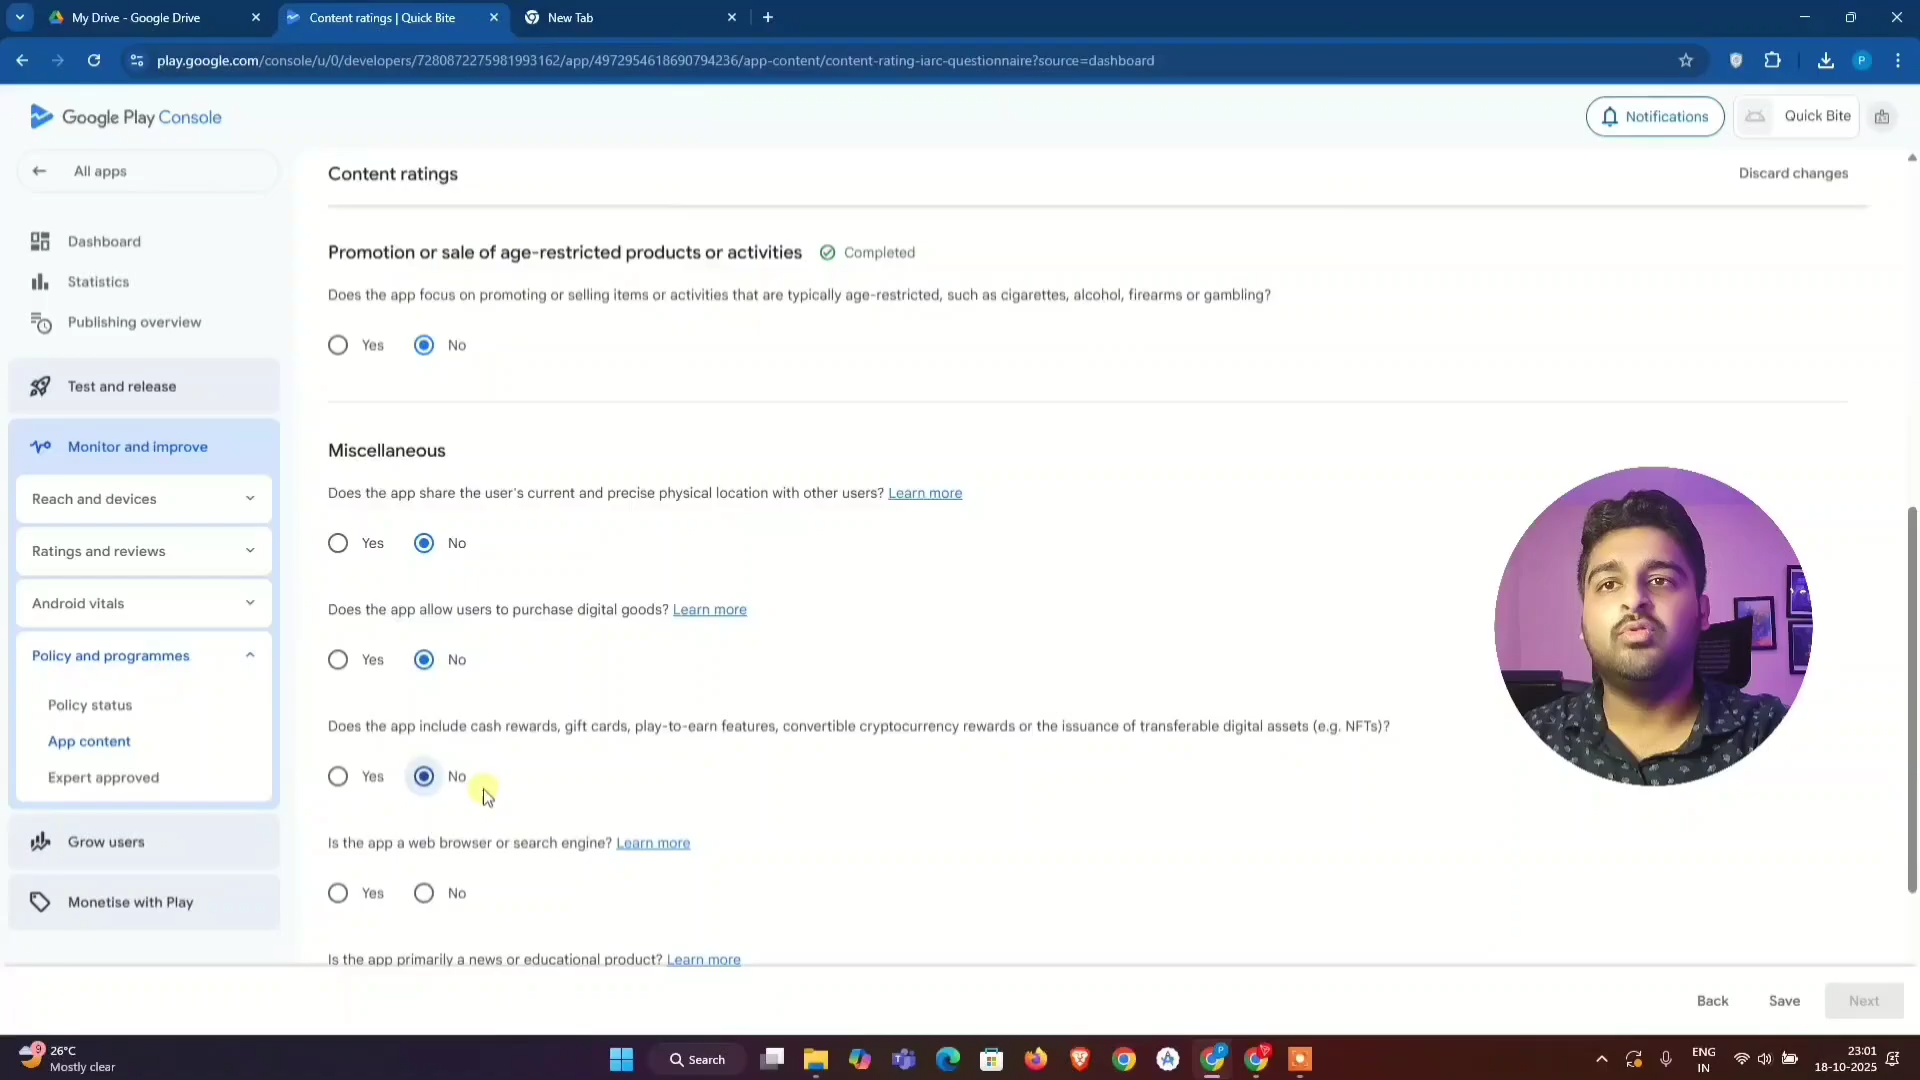 My Drive - Google Drive
Content ratings | Quick Bite
New Tab
play.google.com/console/u/0/developers/7280872275981993162/app/4972954618690794236/app-content/content-rating-iarc-questionnaire?source=dashboard
P
Google Play Console
Notifications
Quick Bite
All apps
Content ratings
Discard changes
Dashboard
Statistics
Publishing overview
Test and release
Monitor and improve
Reach and devices
Ratings and reviews
Android vitals
Policy and programmes
Policy status
App content
Expert approved
Grow users
Monetise with Play
Promotion or sale of age-restricted products or activities Completed
Does the app focus on promoting or selling items or activities that are typically age-restricted, such as cigarettes, alcohol, firearms or gambling?
Yes No
Miscellaneous
Does the app share the user's current and precise physical location with other users? Learn more
Yes No
Does the app allow users to purchase digital goods? Learn more
Yes No
Does the app include cash rewards, gift cards, play-to-earn features, convertible cryptocurrency rewards or the issuance of transferable digital assets (e.g. NFTs)?
Yes No
Is the app a web browser or search engine? Learn more
Yes No
Is the app primarily a news or educational product? Learn more
Back Save Next
9
26°C
Mostly clear
Search
P
ENG
IN
23:01
18-10-2025